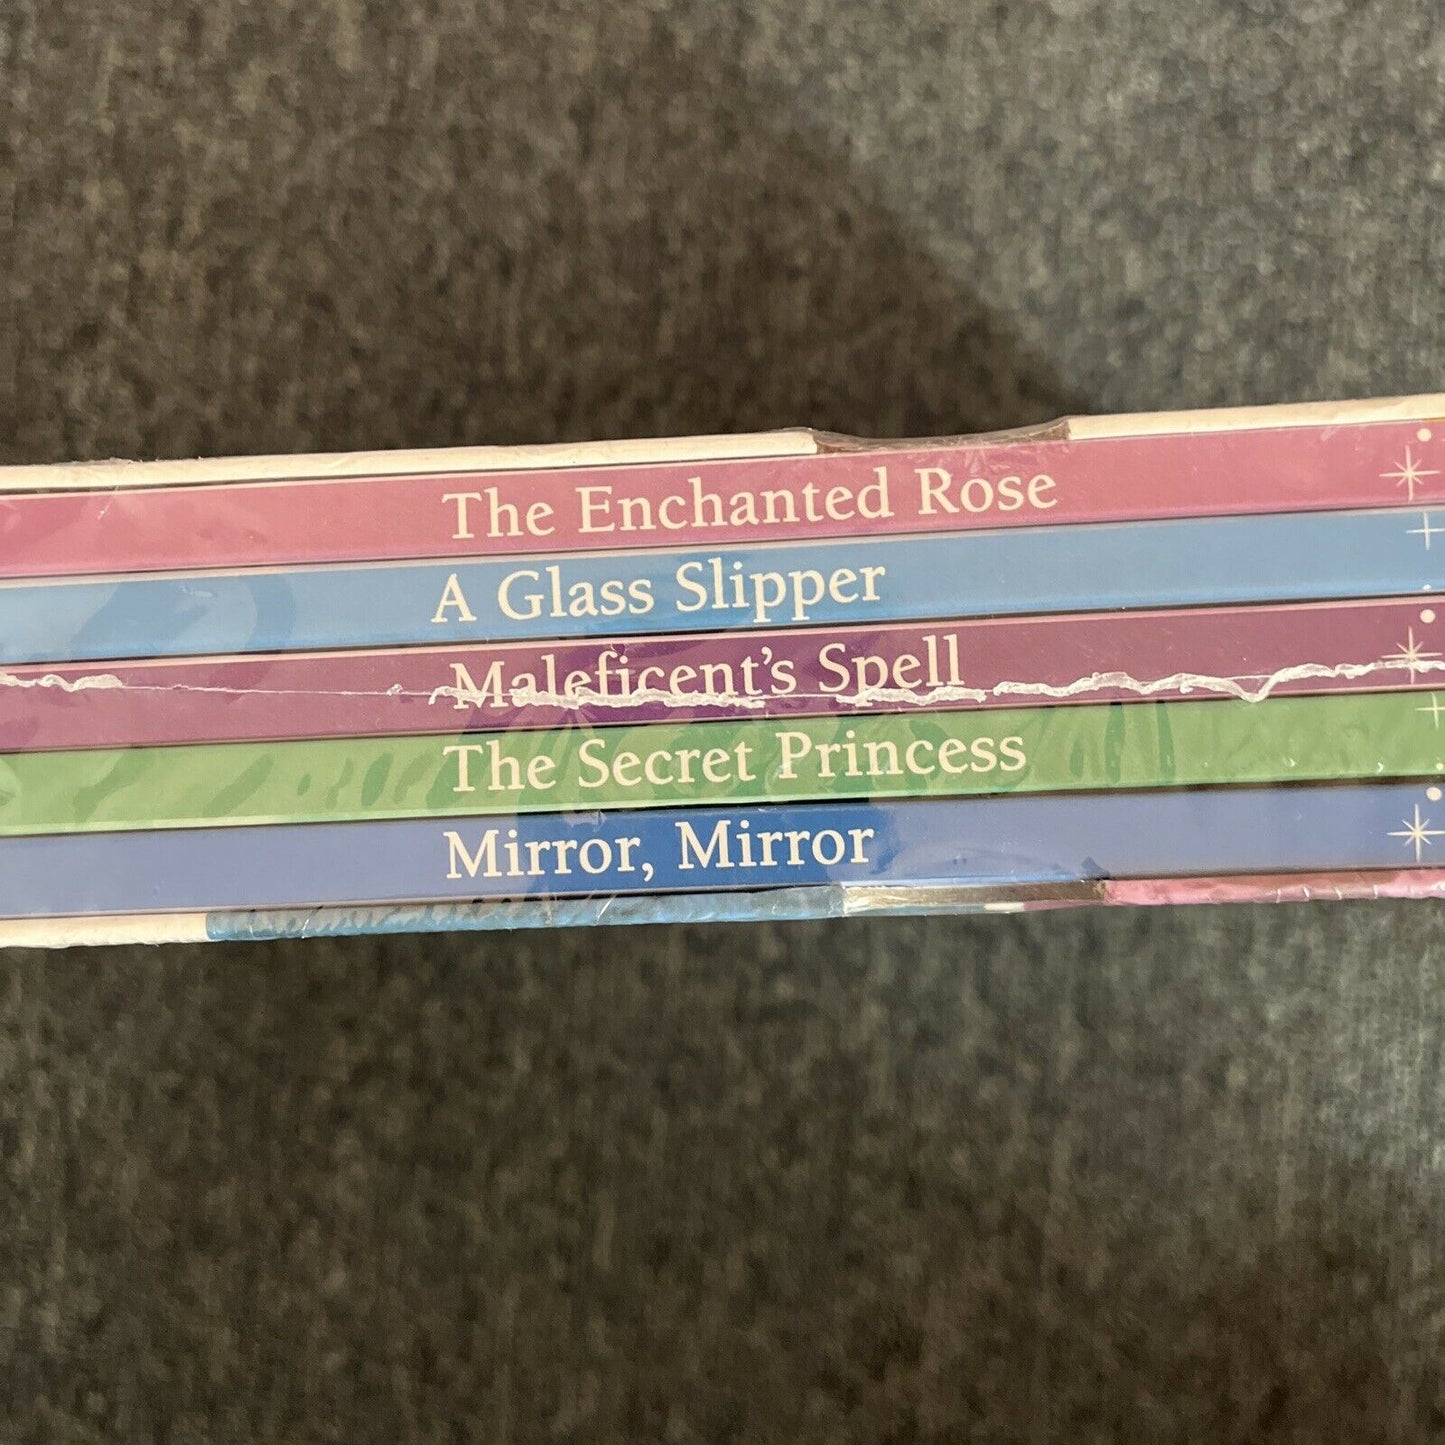 The Enchanted Rose
A Glass Slipper
Maleficent's Spell
The Secret Princess
Mirror, Mirror